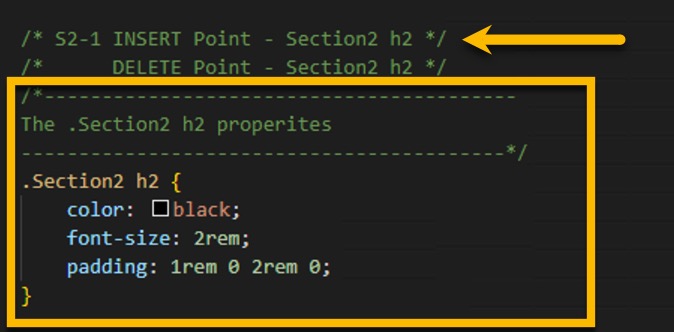 /* S2-1 INSERT Point - Section2 h2 */
/*      DELETE Point - Section2 h2 */
/*-----------------------------------------
The .Section2 h2 properites
------------------------------------------*/
.Section2 h2 {
    color: black;
    font-size: 2rem;
    padding: 1rem 0 2rem 0;
}